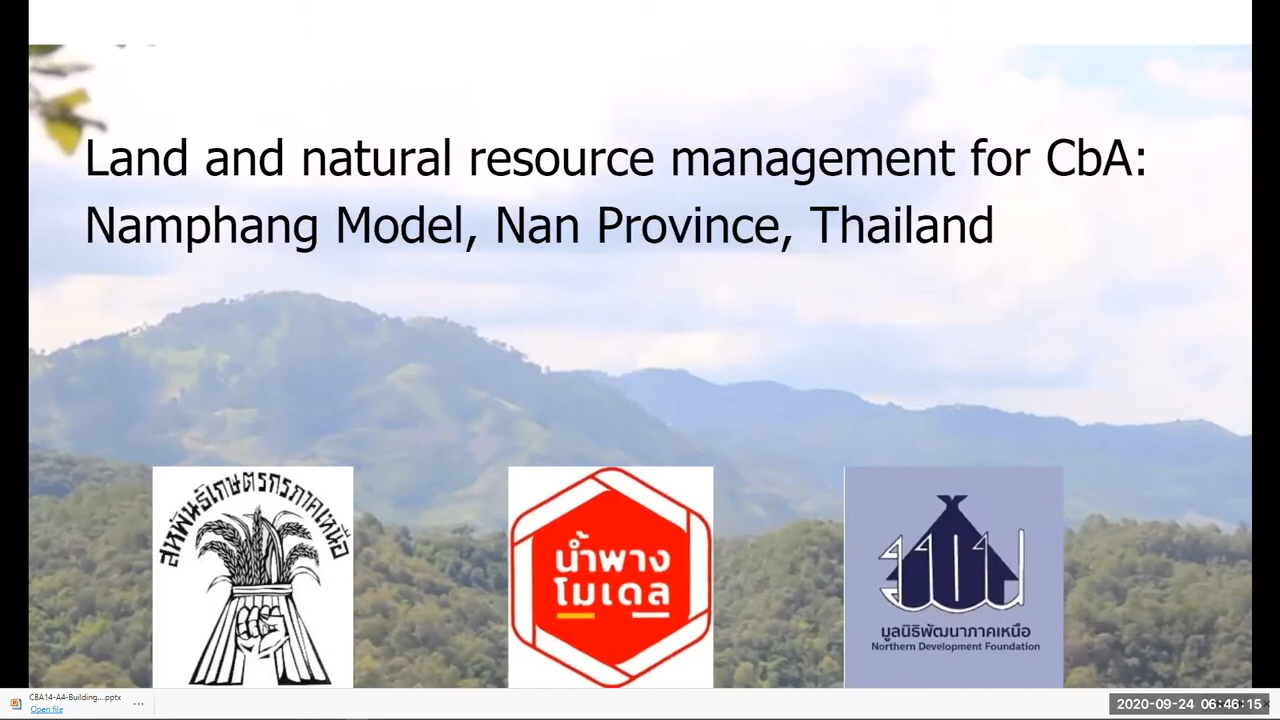 Land and natural resource management for CbA:
Namphang Model, Nan Province, Thailand
สหพันธ์เกษตรกรภาคเหนือ
น้ำพาง
โมเดล
มูลนิธิพัฒนาภาคเหนือ
Northern Development Foundation
CBA14-A4-Building....pptx
Open file
2020-09-24 06:46:15